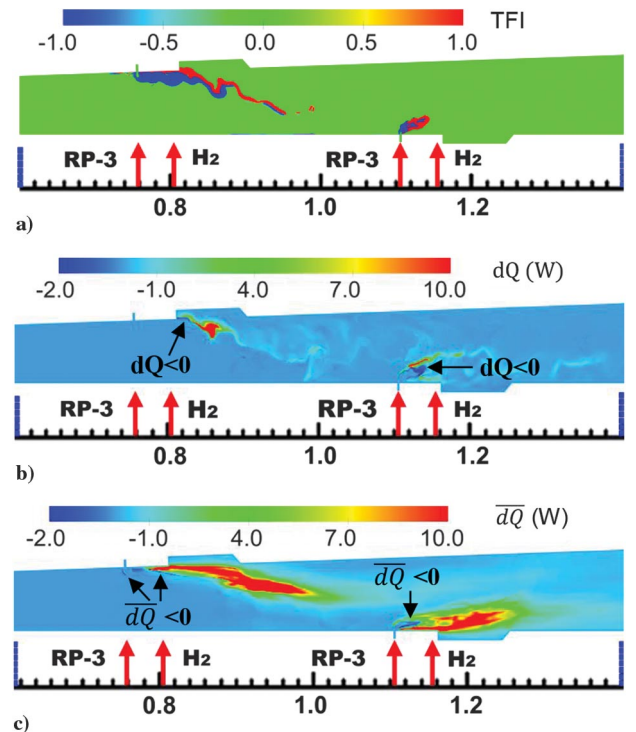 TFI
-1.0 -0.5 0.0 0.5 1.0
RP-3 H₂ RP-3 H₂
0.8 1.0 1.2
a)
dQ (W)
-2.0 -1.0 4.0 7.0 10.0
dQ<0 dQ<0
RP-3 H₂ RP-3 H₂
0.8 1.0 1.2
b)
d̅Q̅ (W)
-2.0 -1.0 4.0 7.0 10.0
d̅Q̅ <0
d̅Q̅ <0
RP-3 H₂ RP-3 H₂
0.8 1.0 1.2
c)